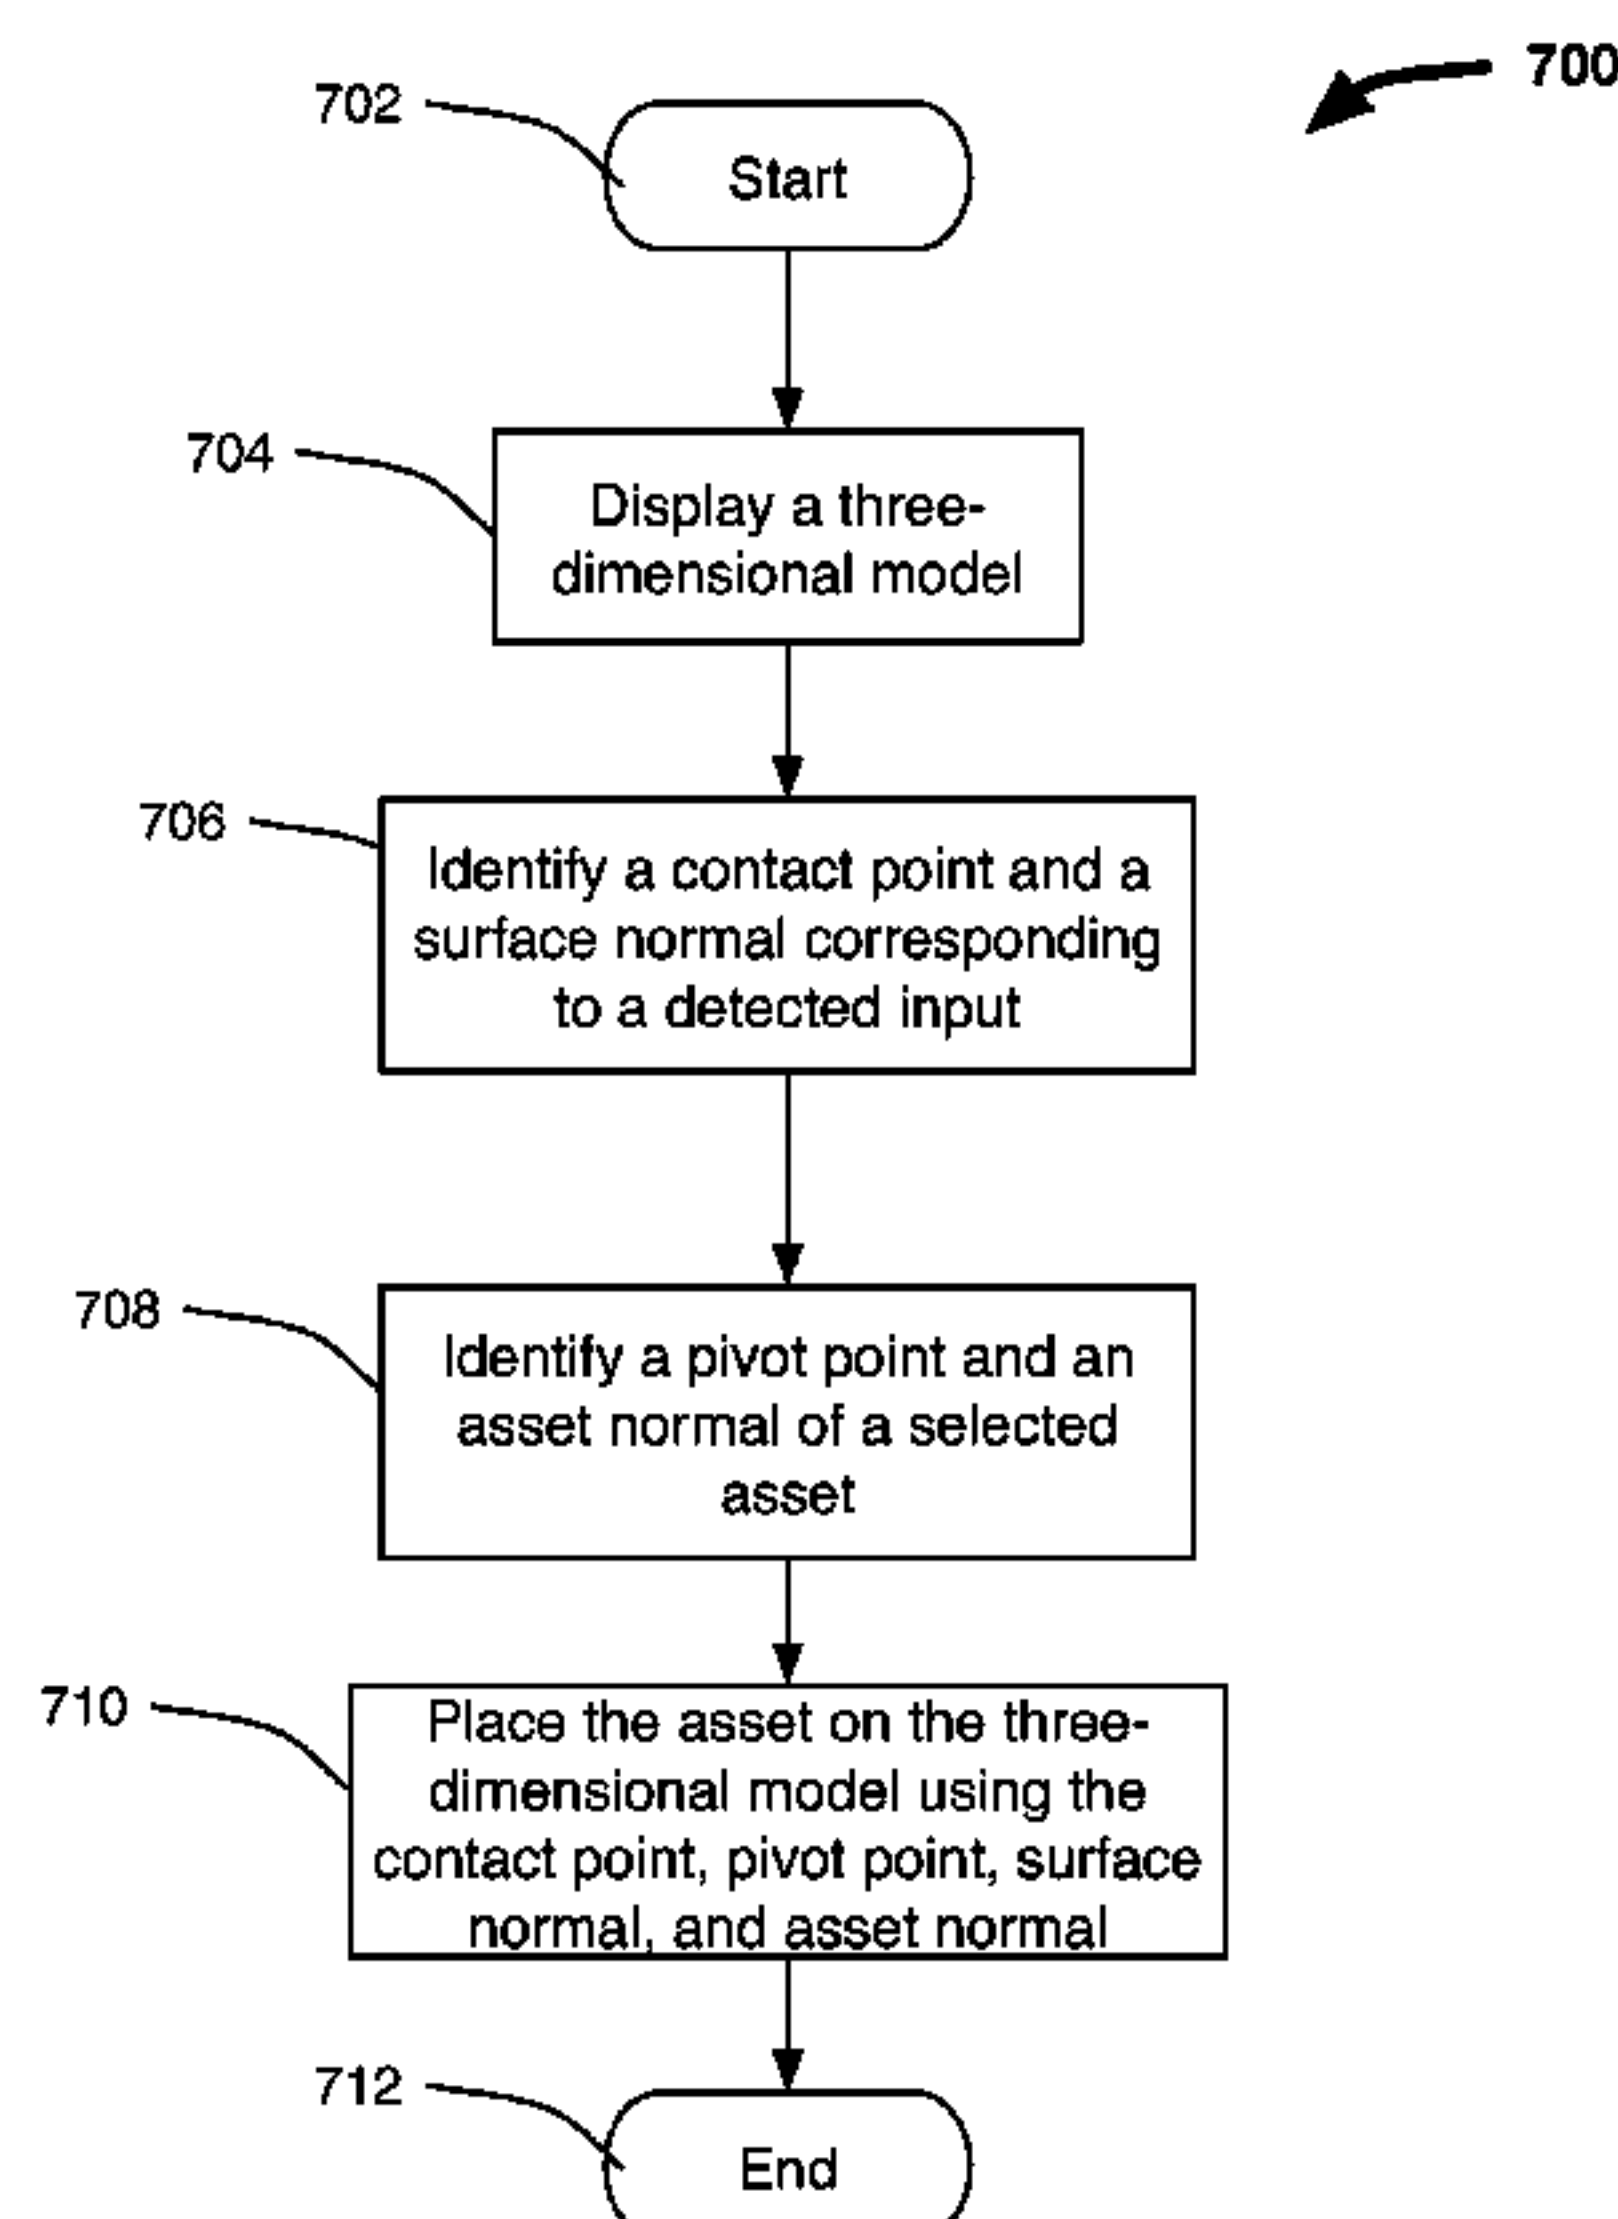 700
702
Start
704
Display a three-
dimensional model
706
Identify a contact point and a
surface normal corresponding
to a detected input
708
Identify a pivot point and an
asset normal of a selected
asset
710
Place the asset on the three-
dimensional model using the
contact point, pivot point, surface
normal, and asset normal
712
End